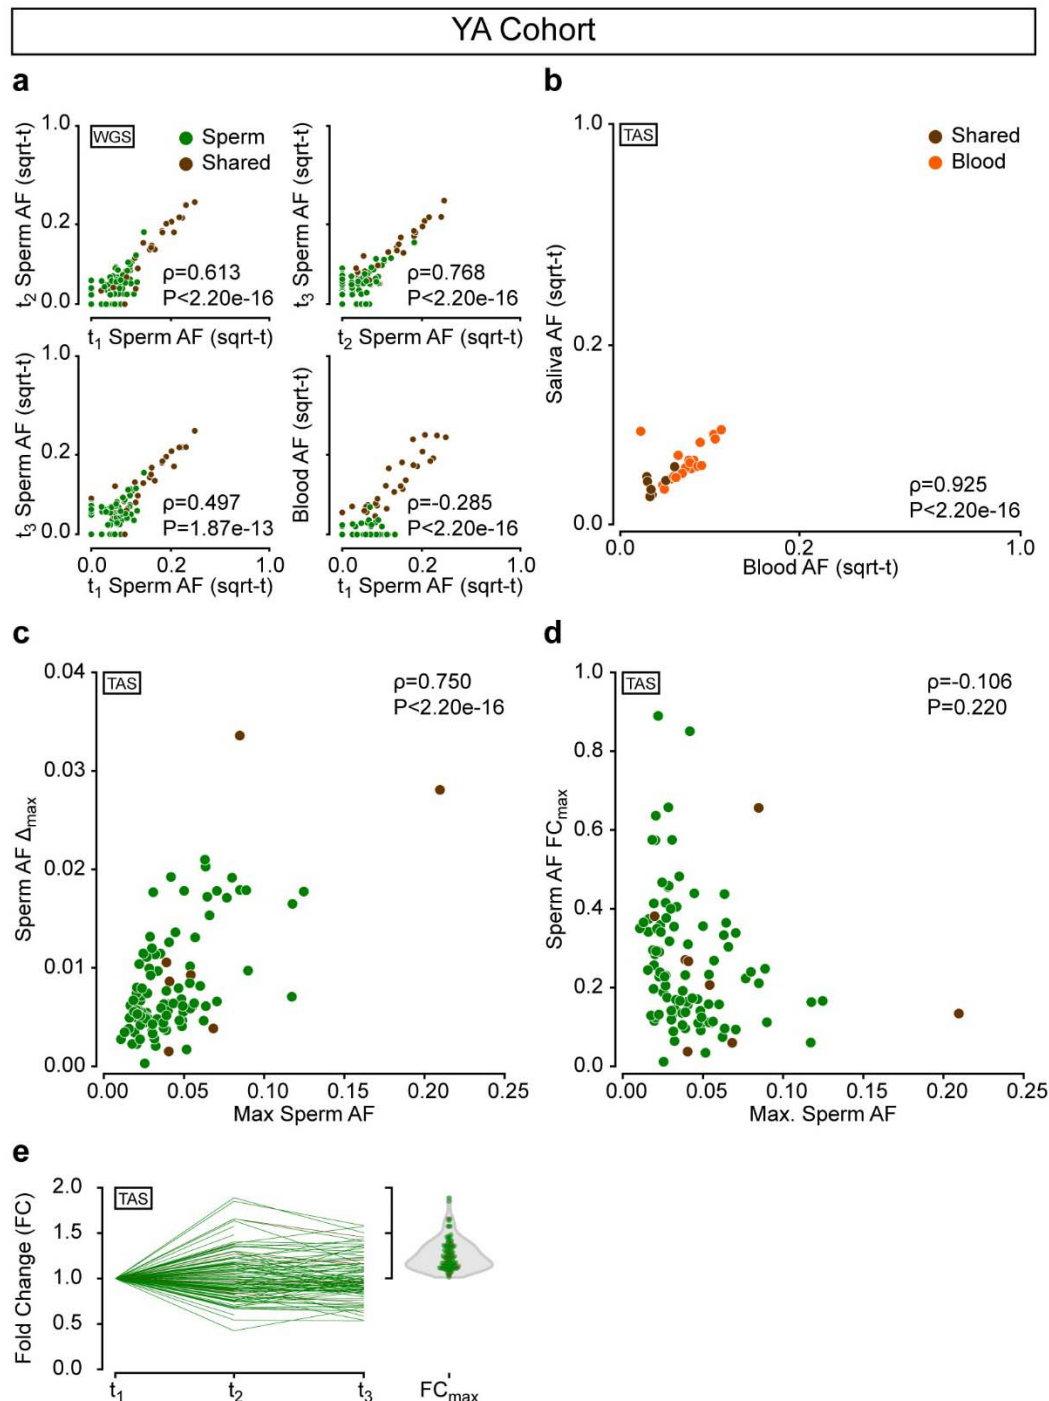 YA Cohort
a
WGS
Sperm
Shared
t2 Sperm AF (sqrt-t)
1.0
0.2
0.0
ρ=0.613
P<2.20e-16
t1 Sperm AF (sqrt-t)
t3 Sperm AF (sqrt-t)
ρ=0.768
P<2.20e-16
t2 Sperm AF (sqrt-t)
t3 Sperm AF (sqrt-t)
1.0
0.2
0.0
ρ=0.497
P=1.87e-13
0.0 0.2 1.0
t1 Sperm AF (sqrt-t)
Blood AF (sqrt-t)
ρ=-0.285
P<2.20e-16
0.0 0.2 1.0
t1 Sperm AF (sqrt-t)
b
TAS
Shared
Blood
Saliva AF (sqrt-t)
1.0
0.2
0.0
ρ=0.925
P<2.20e-16
0.0 0.2 1.0
Blood AF (sqrt-t)
c
TAS
ρ=0.750
P<2.20e-16
Sperm AF Δmax
0.04
0.03
0.02
0.01
0.00
0.00 0.05 0.10 0.15 0.20 0.25
Max Sperm AF
d
TAS
ρ=-0.106
P=0.220
Sperm AF FCmax
1.0
0.8
0.6
0.4
0.2
0.0
0.00 0.05 0.10 0.15 0.20 0.25
Max. Sperm AF
e
TAS
Fold Change (FC)
2.0
1.5
1.0
0.5
0.0
t1 t2 t3
FCmax